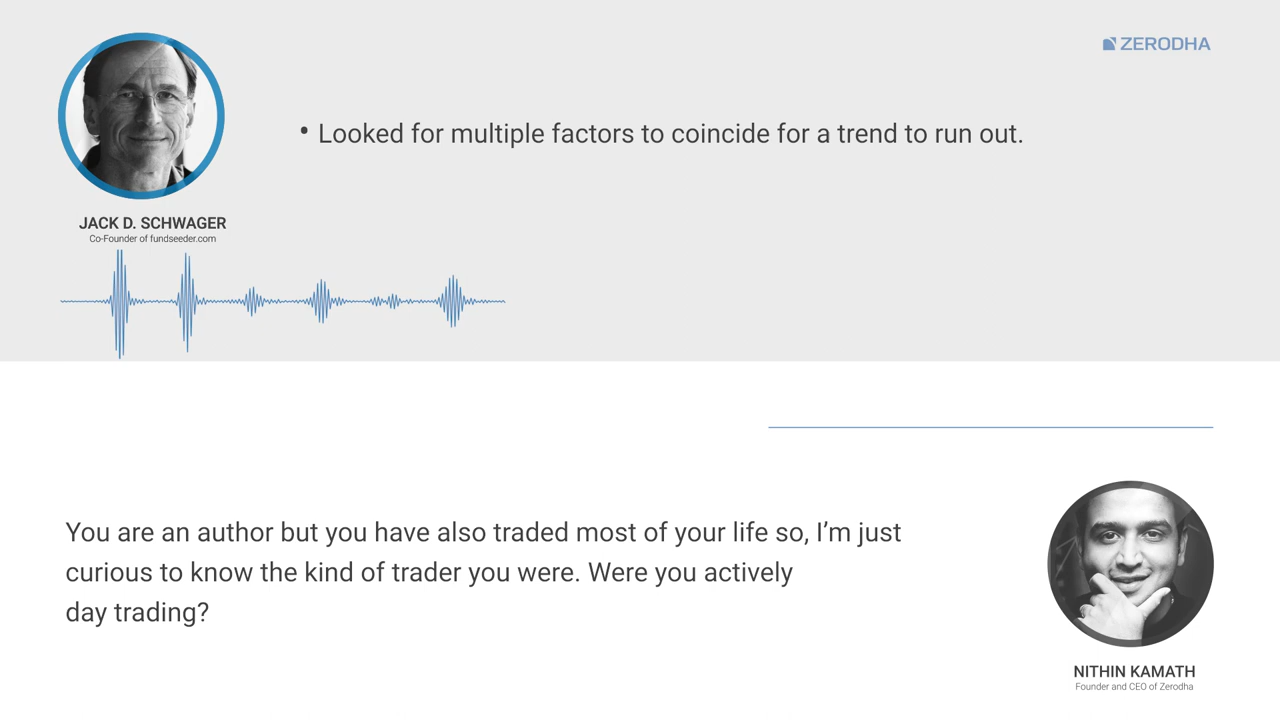 ZERODHA
• Looked for multiple factors to coincide for a trend to run out.
JACK D. SCHWAGER
Co-Founder of fundseeder.com
You are an author but you have also traded most of your life so, I’m just
curious to know the kind of trader you were. Were you actively
day trading?
NITHIN KAMATH
Founder and CEO of Zerodha